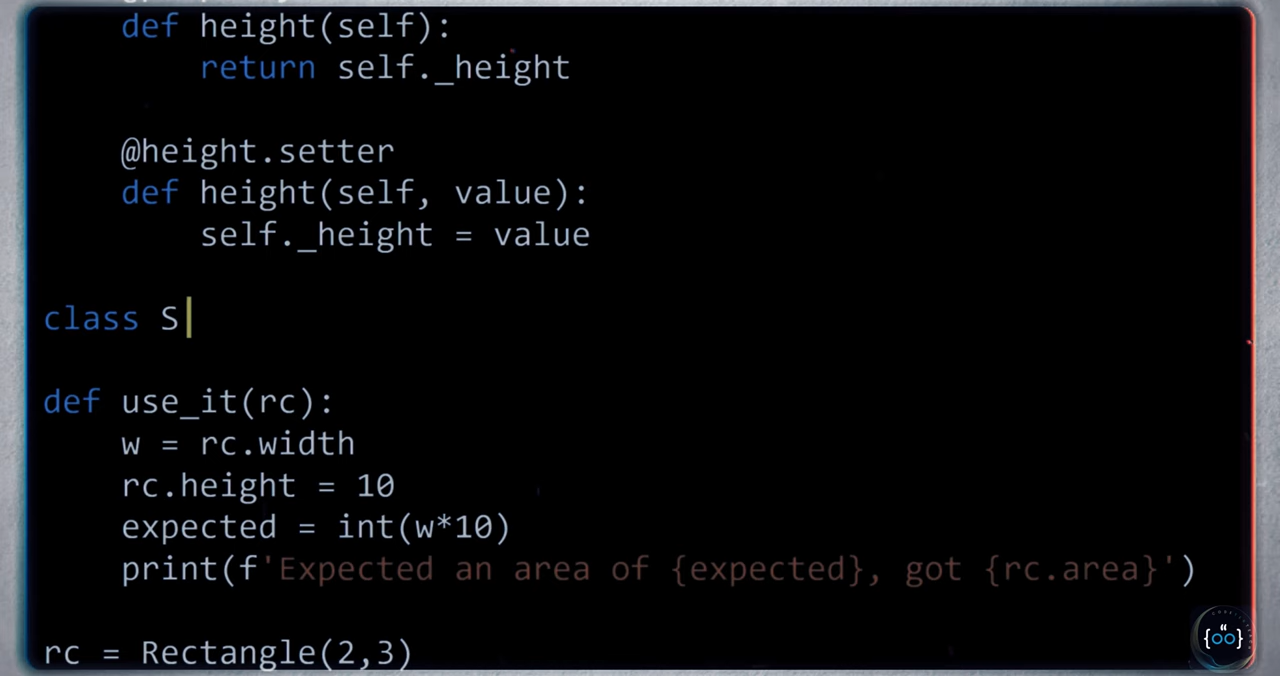 def height(self):
return self._height
@height.setter
def height(self, value):
self._height = value
class S
def use_it(rc):
w = rc.width
rc.height = 10
expected = int(w*10)
print(f'Expected an area of {expected}, got {rc.area}')
rc = Rectangle(2,3)